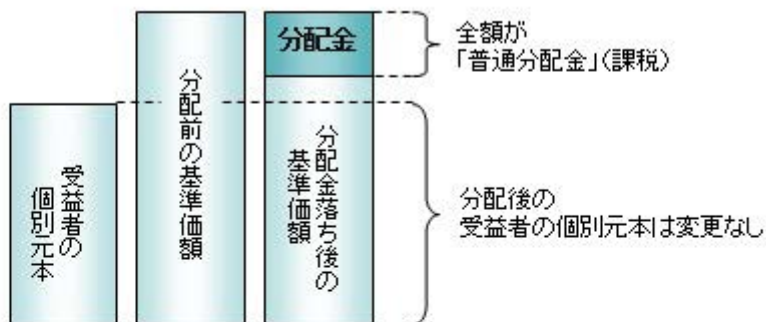 受益者の
個別元本
分配前の基準価額
分配金
分配金落ち後の
基準価額
全額が
「普通分配金」(課税)
分配後の
受益者の個別元本は変更なし